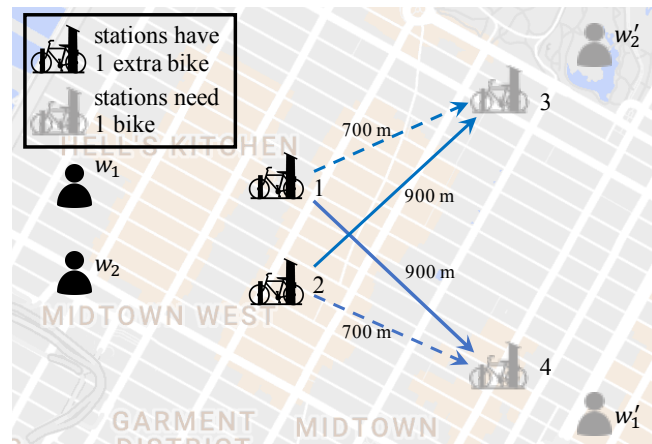 stations have
1 extra bike
stations need
1 bike
w₂′
3
700 m
HELL'S KITCHEN
w₁
1
900 m
w₂
2
900 m
MIDTOWN WEST
700 m
4
w₁′
GARMENT
DISTRICT
MIDTOWN